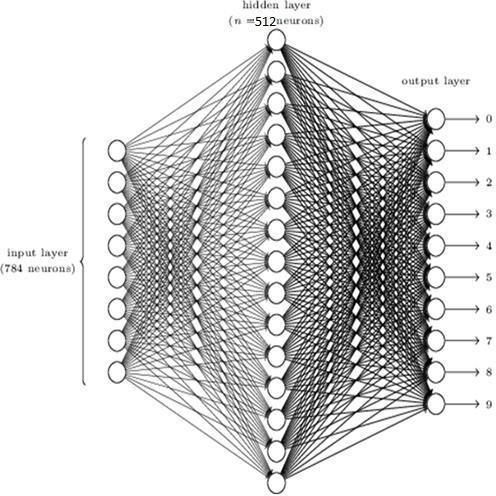 hidden layer
(n =512neurons)
output layer
input layer
(784 neurons)
0
1
2
3
4
5
6
7
8
9